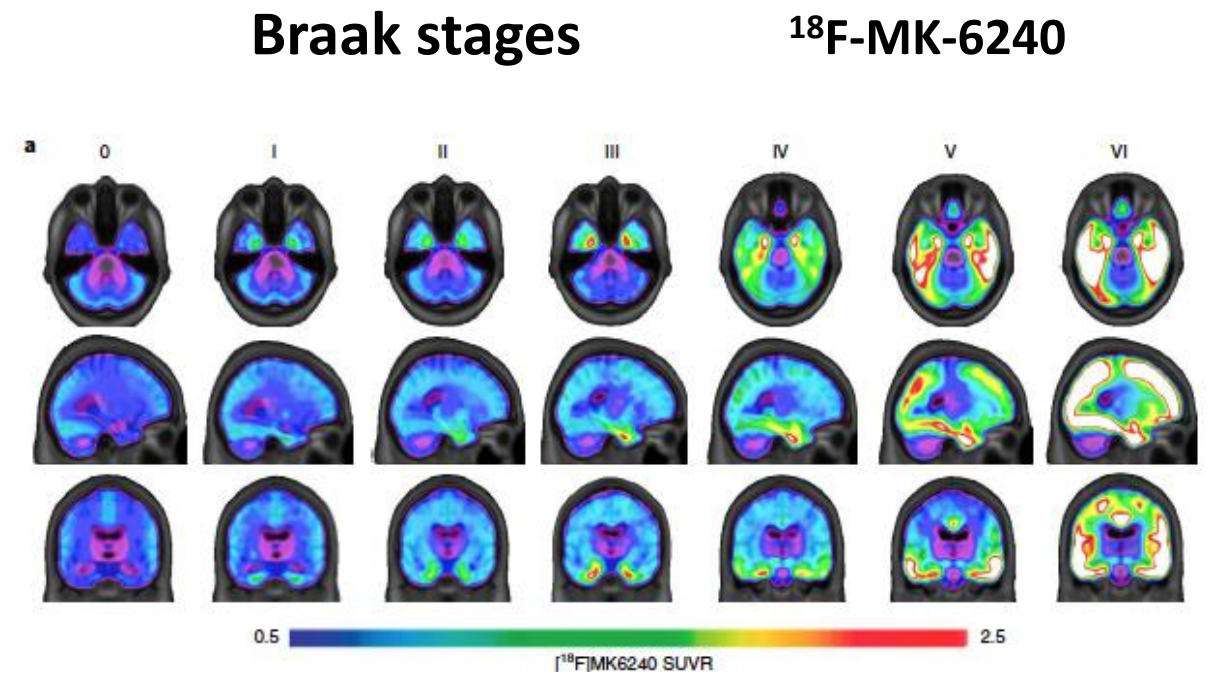 Braak stages ¹⁸F-MK-6240
a 0 I II III IV V VI
0.5 2.5
[¹⁸F]MK6240 SUVR